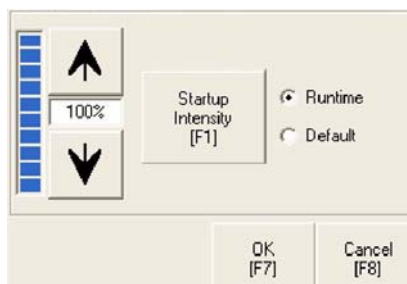 100%
Startup
Intensity
[F1]
Runtime
Default
OK
[F7]
Cancel
[F8]